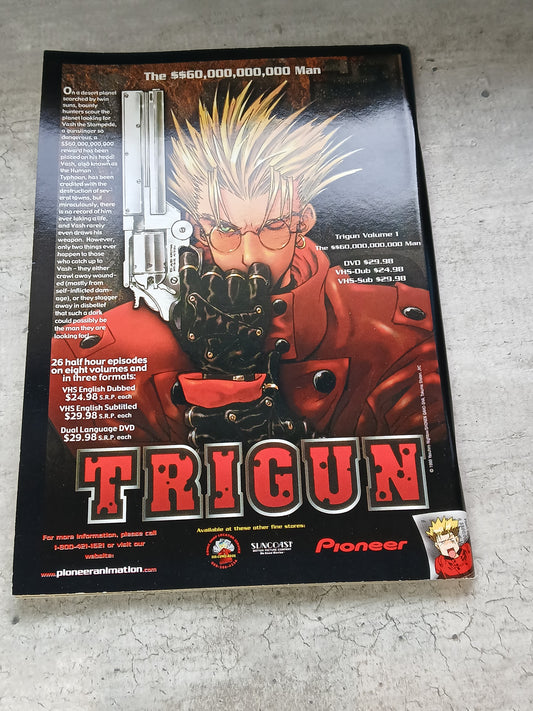 The $$60,000,000,000 Man
On a desert planet
scorched by twin
suns, bounty
hunters scour the
planet looking for
Vash the Stampede,
a gunslinger so
dangerous, a
$$60,000,000,000
reward has been
placed on his head!
Vash, also known as
the Human
Typhoon, has been
credited with the
destruction of sev-
eral towns, but
miraculously, there
is no record of him
ever taking a life,
and Vash rarely
even draws his
weapon. However,
only two things ever
happen to those
who catch up to
Vash - they either
crawl away wound-
ed (mostly from
self-inflicted dam-
age), or they stagger
away in disbelief
that such a dork
could possibly be
the man they are
looking for!
Trigun Volume 1
The $$60,000,000,000 Man
DVD $29.98
VHS-Dub $24.98
VHS-Sub $29.98
26 half hour episodes
on eight volumes and
in three formats:
VHS English Dubbed
$24.98 S.R.P. each
VHS English Subtitled
$29.98 S.R.P. each
Dual Language DVD
$29.98 S.R.P. each
TRIGUN
For more information, please call
1-800-421-1621 or visit our
website:
www.pioneeranimation.com
Available at these other fine stores:
SUNCOAST
MOTION PICTURE COMPANY
Pioneer